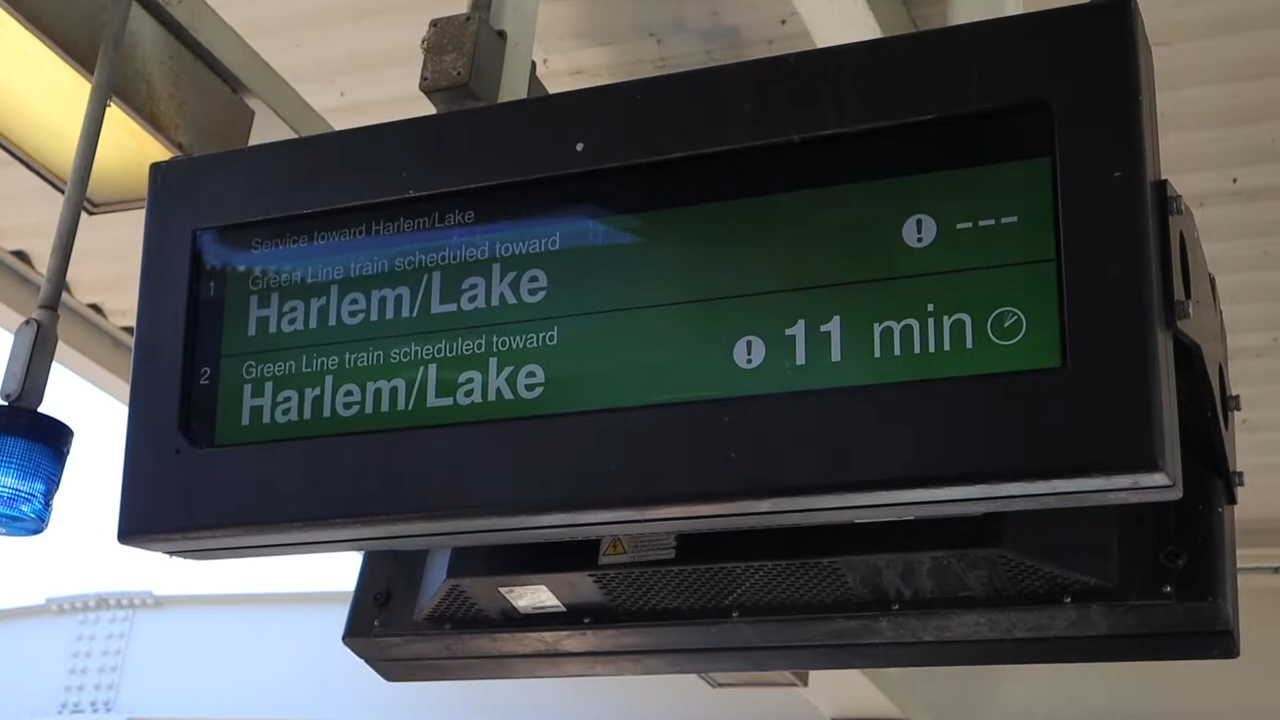 Service toward Harlem/Lake
1 Green Line train scheduled toward
Harlem/Lake ! ---
2 Green Line train scheduled toward
Harlem/Lake ! 11 min